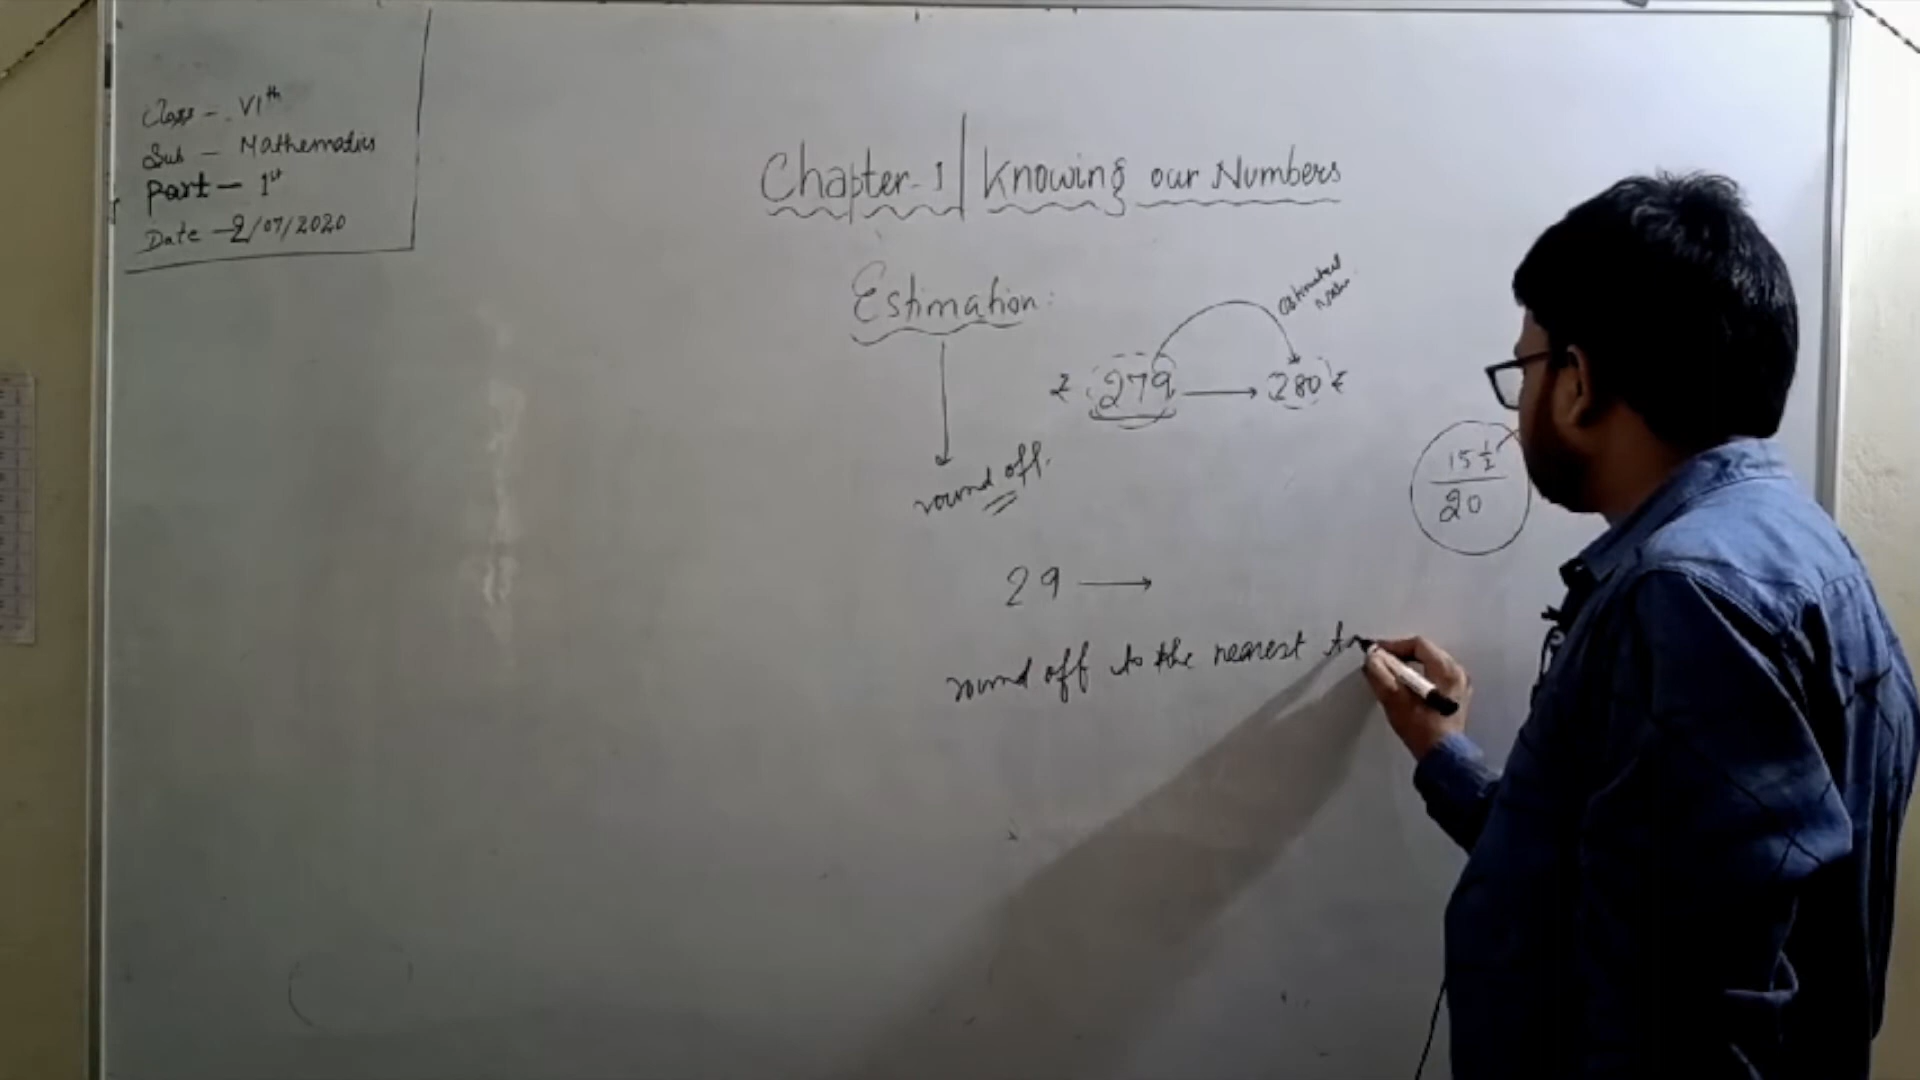 Class - VIth
Sub - Mathematics
Part - 1st
Date - 2/07/2020
Chapter-1 | Knowing our Numbers
Estimation:
estimated
₹ 279 → 280 ₹
round off.
15 1/2
20
29 →
round off to the nearest